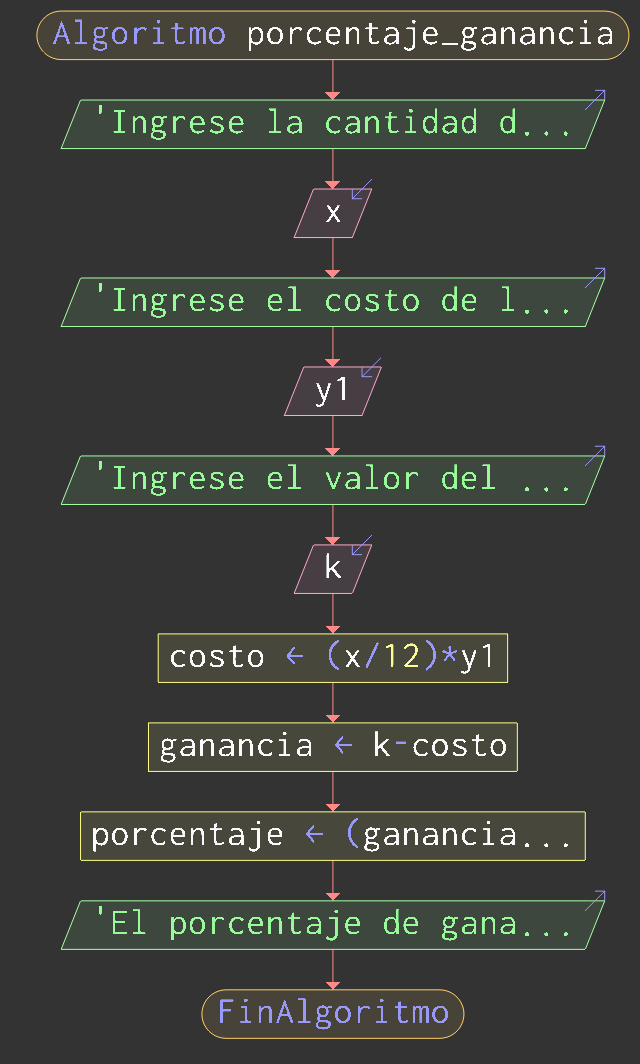 Algoritmo porcentaje_ganancia
'Ingrese la cantidad d...
x
'Ingrese el costo de l...
y1
'Ingrese el valor del ...
k
costo ← (x/12)*y1
ganancia ← k-costo
porcentaje ← (ganancia...
'El porcentaje de gana...
FinAlgoritmo